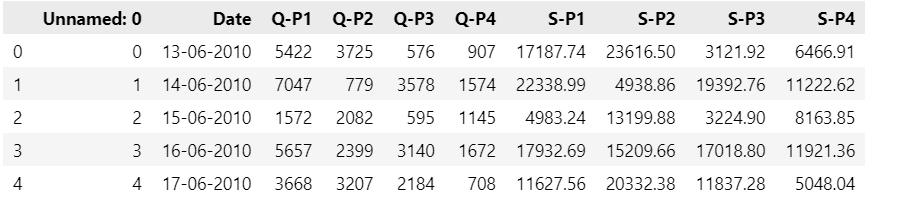 Unnamed: 0 Date Q-P1 Q-P2 Q-P3 Q-P4 S-P1 S-P2 S-P3 S-P4
0 0 13-06-2010 5422 3725 576 907 17187.74 23616.50 3121.92 6466.91
1 1 14-06-2010 7047 779 3578 1574 22338.99 4938.86 19392.76 11222.62
2 2 15-06-2010 1572 2082 595 1145 4983.24 13199.88 3224.90 8163.85
3 3 16-06-2010 5657 2399 3140 1672 17932.69 15209.66 17018.80 11921.36
4 4 17-06-2010 3668 3207 2184 708 11627.56 20332.38 11837.28 5048.04